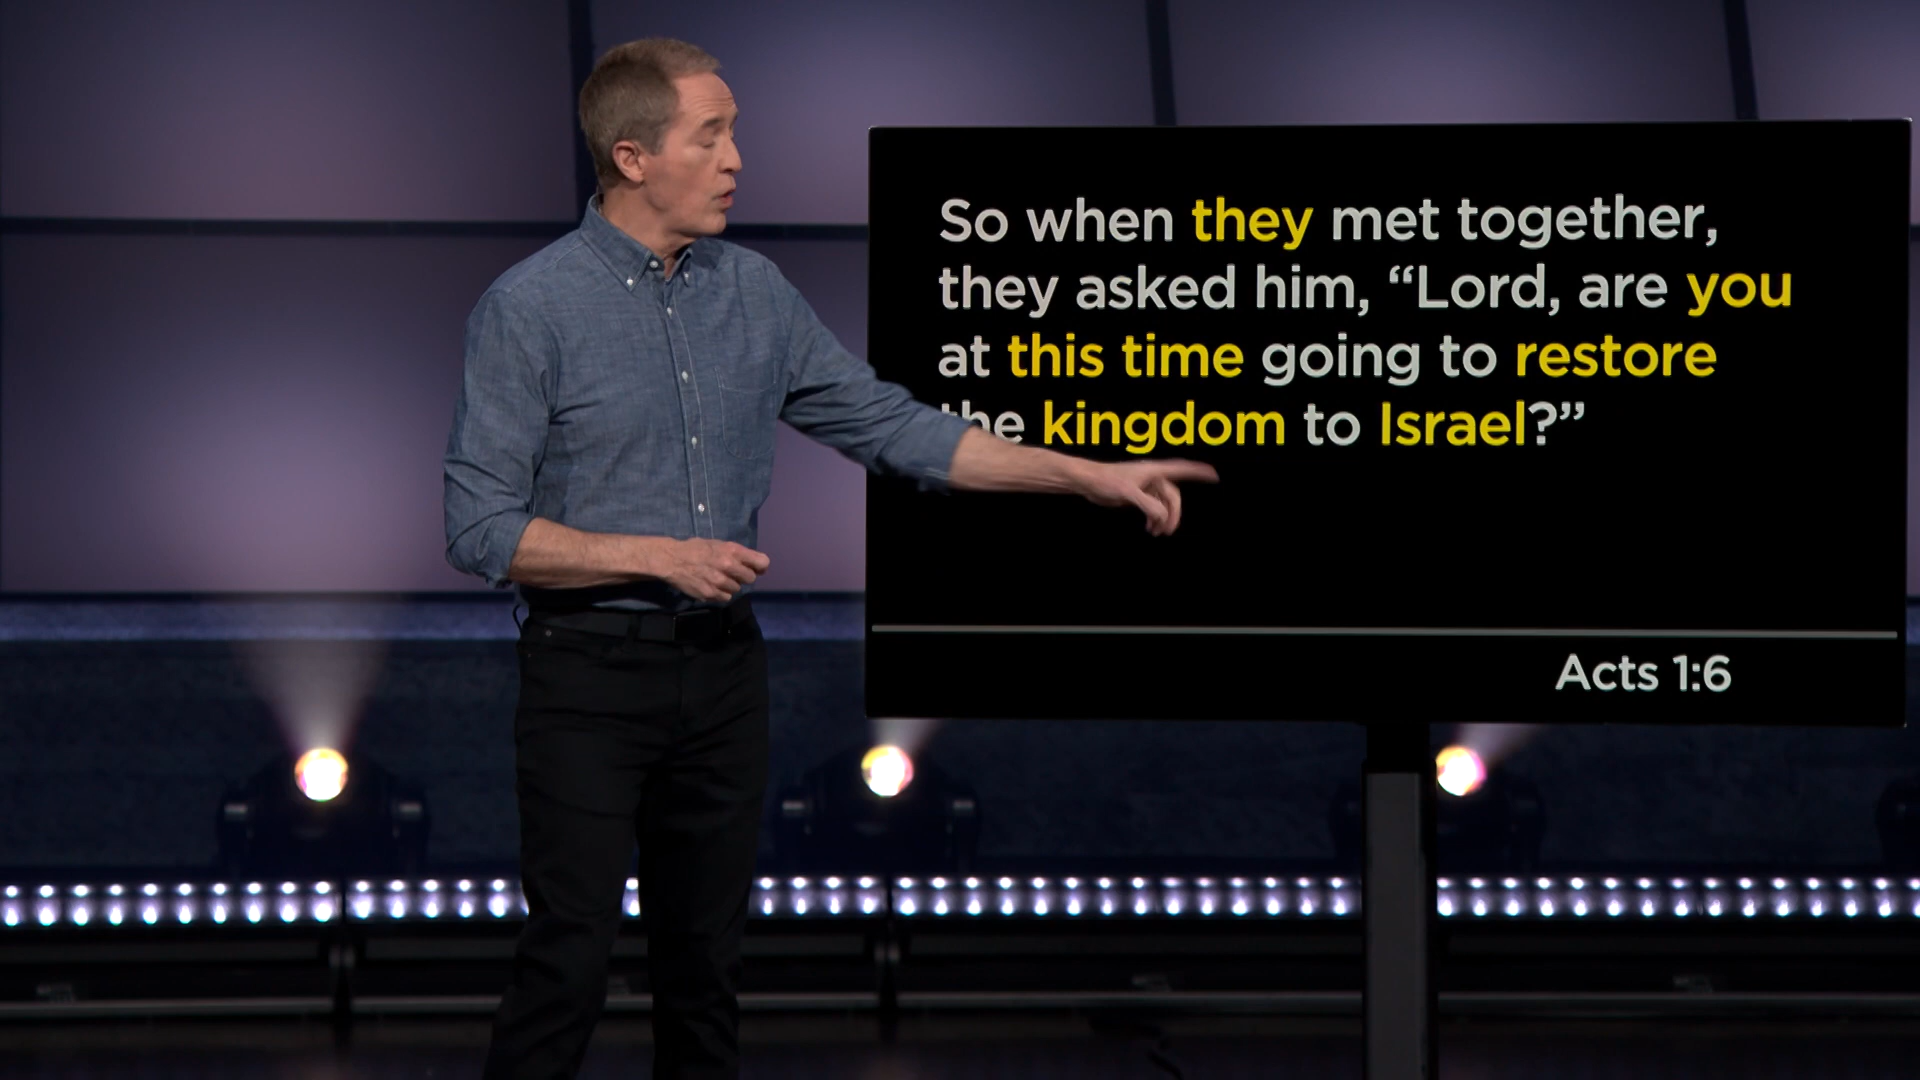 So when they met together,
they asked him, “Lord, are you
at this time going to restore
the kingdom to Israel?”
Acts 1:6